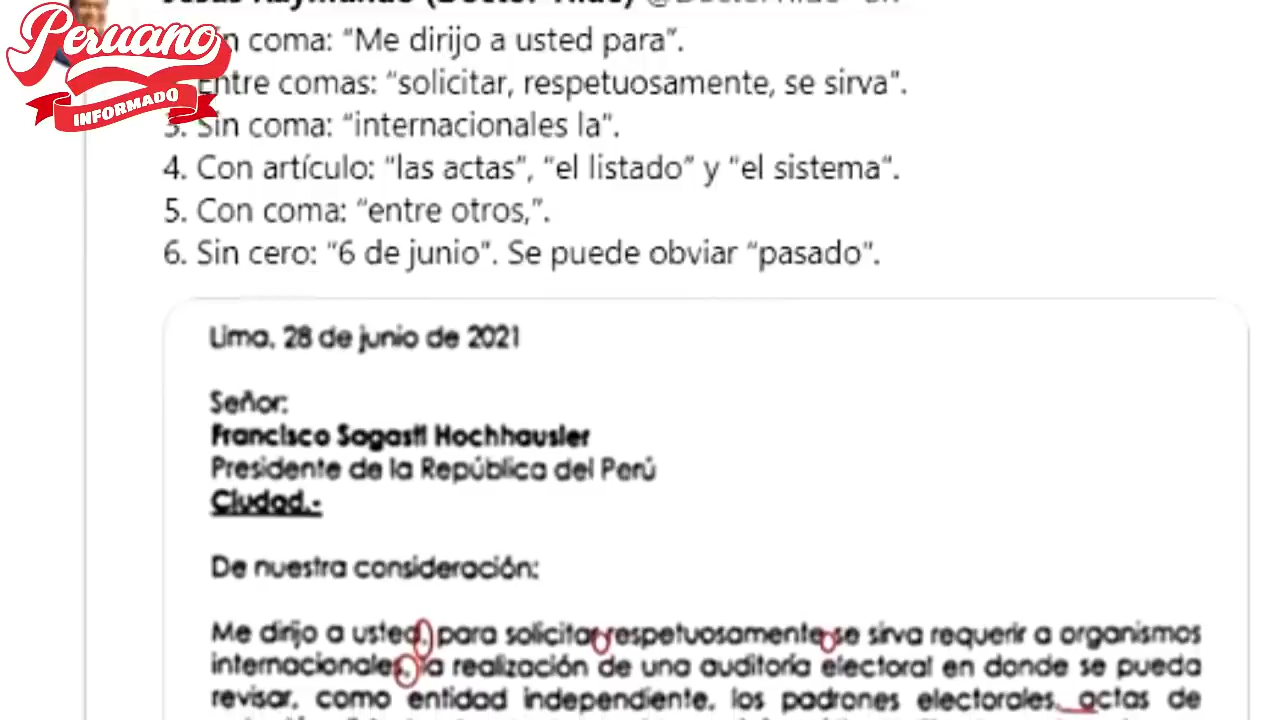 Peruano
INFORMADO
Jesús Raymundo (Doctor Tilde)
Sin coma: “Me dirijo a usted para”.
Entre comas: “solicitar, respetuosamente, se sirva”.
3. Sin coma: “internacionales la”.
4. Con artículo: “las actas”, “el listado” y “el sistema“.
5. Con coma: “entre otros,”.
6. Sin cero: “6 de junio”. Se puede obviar “pasado”.
Lima, 28 de junio de 2021
Señor:
Francisco Sagasti Hochhausler
Presidente de la República del Perú
Ciudad.-
De nuestra consideración:
Me dirijo a usted, para solicitar respetuosamente se sirva requerir a organismos
internacionales, la realización de una auditoría electoral en donde se pueda
revisar, como entidad independiente, los padrones electorales, actas de